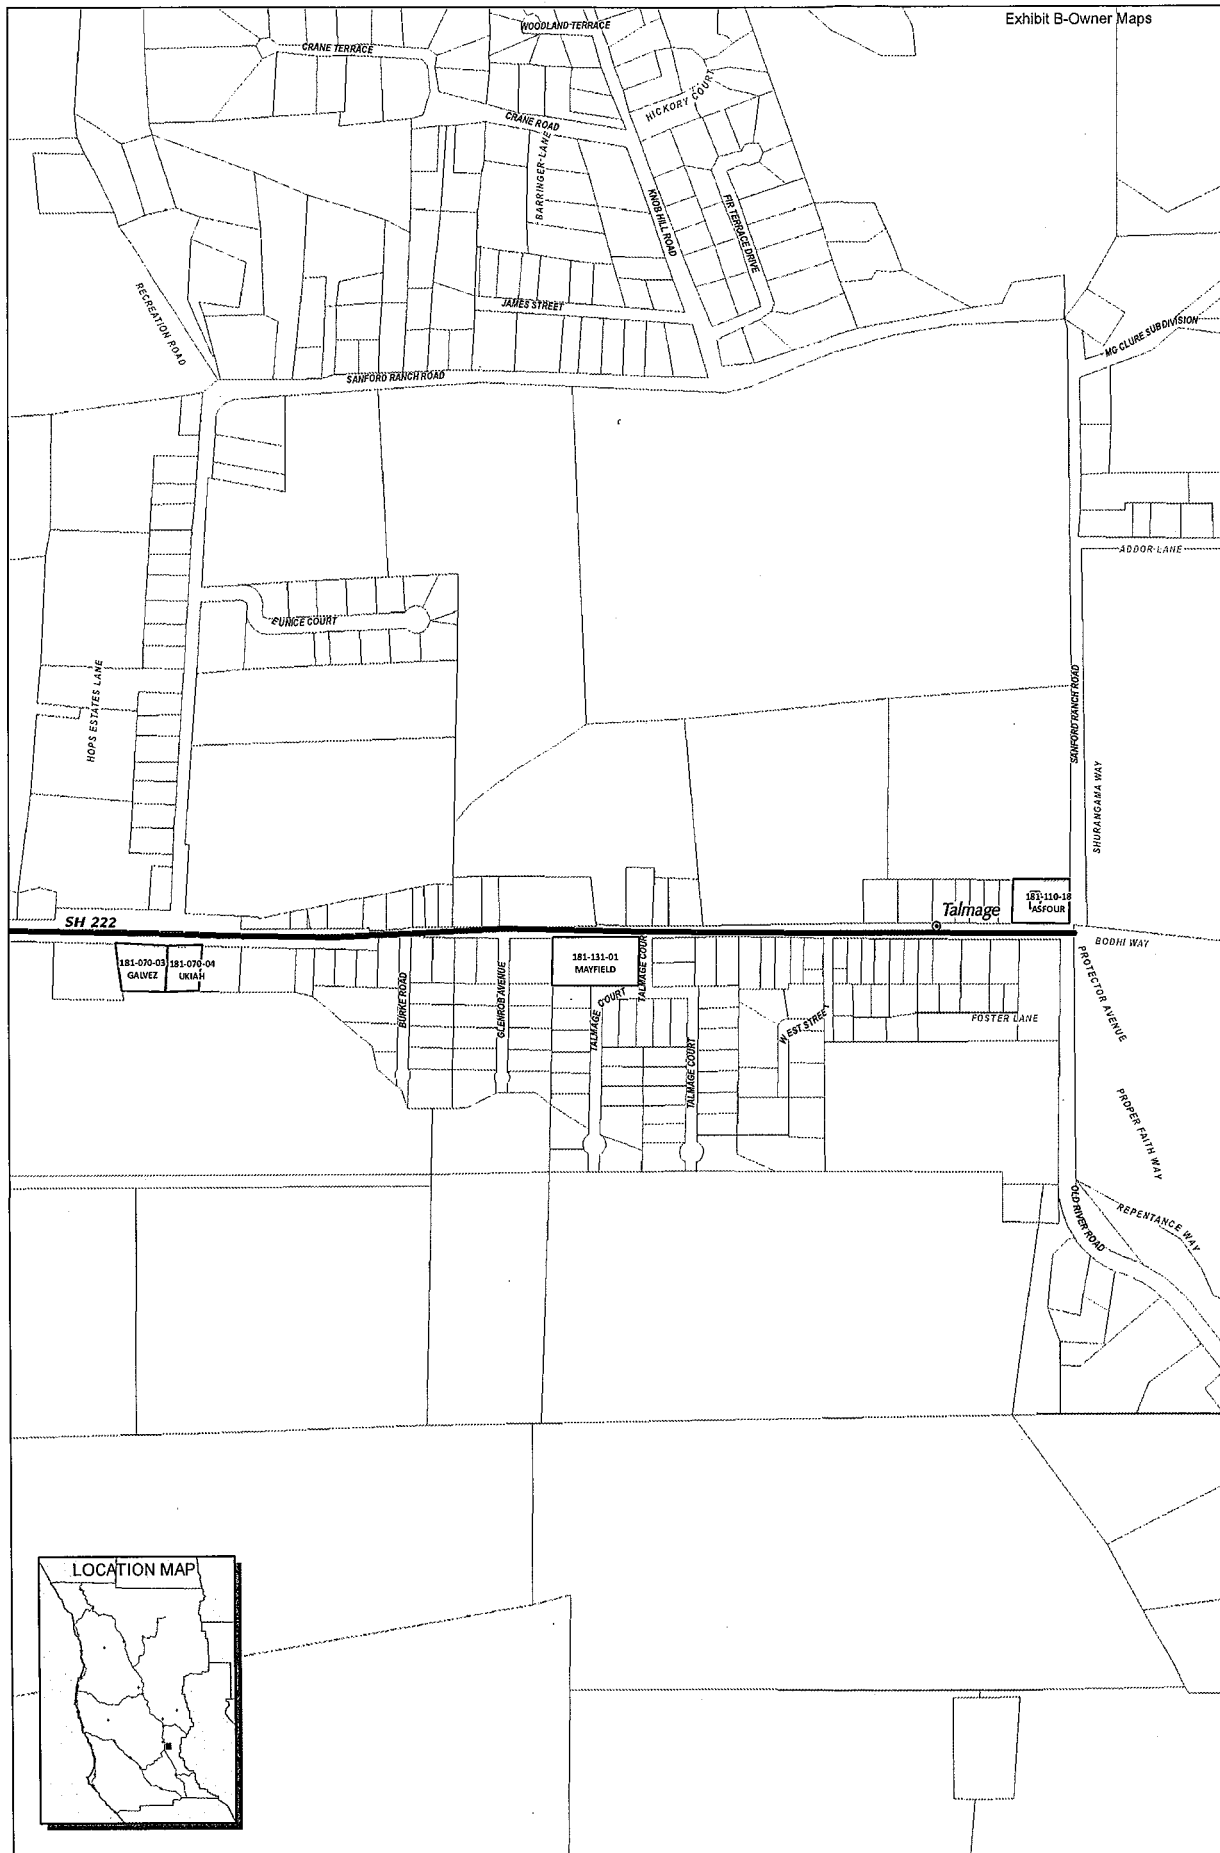 Exhibit B-Owner Maps
WOODLAND TERRACE
CRANE TERRACE
HICKORY COURT
CRANE ROAD
BARRINGER LANE
KNOB HILL ROAD
FIR TERRACE DRIVE
RECREATION ROAD
JAMES STREET
MC CLURE SUBDIVISION
SANFORD RANCH ROAD
ADDOR LANE
EUNICE COURT
HOPS ESTATES LANE
SANFORD RANCH ROAD
SHURANGAMA WAY
181-110-18
ASFOUR
Talmage
SH 222
BODHI WAY
181-070-03
GALVEZ
181-070-04
UKIAH
181-131-01
MAYFIELD
TALMAGE COURT
BURKE ROAD
GLENROB AVENUE
TALMAGE COURT
WEST STREET
FOSTER LANE
PROTECTOR AVENUE
TALMAGE COURT
PROPER FAITH WAY
OLD RIVER ROAD
REPENTANCE WAY
LOCATION MAP